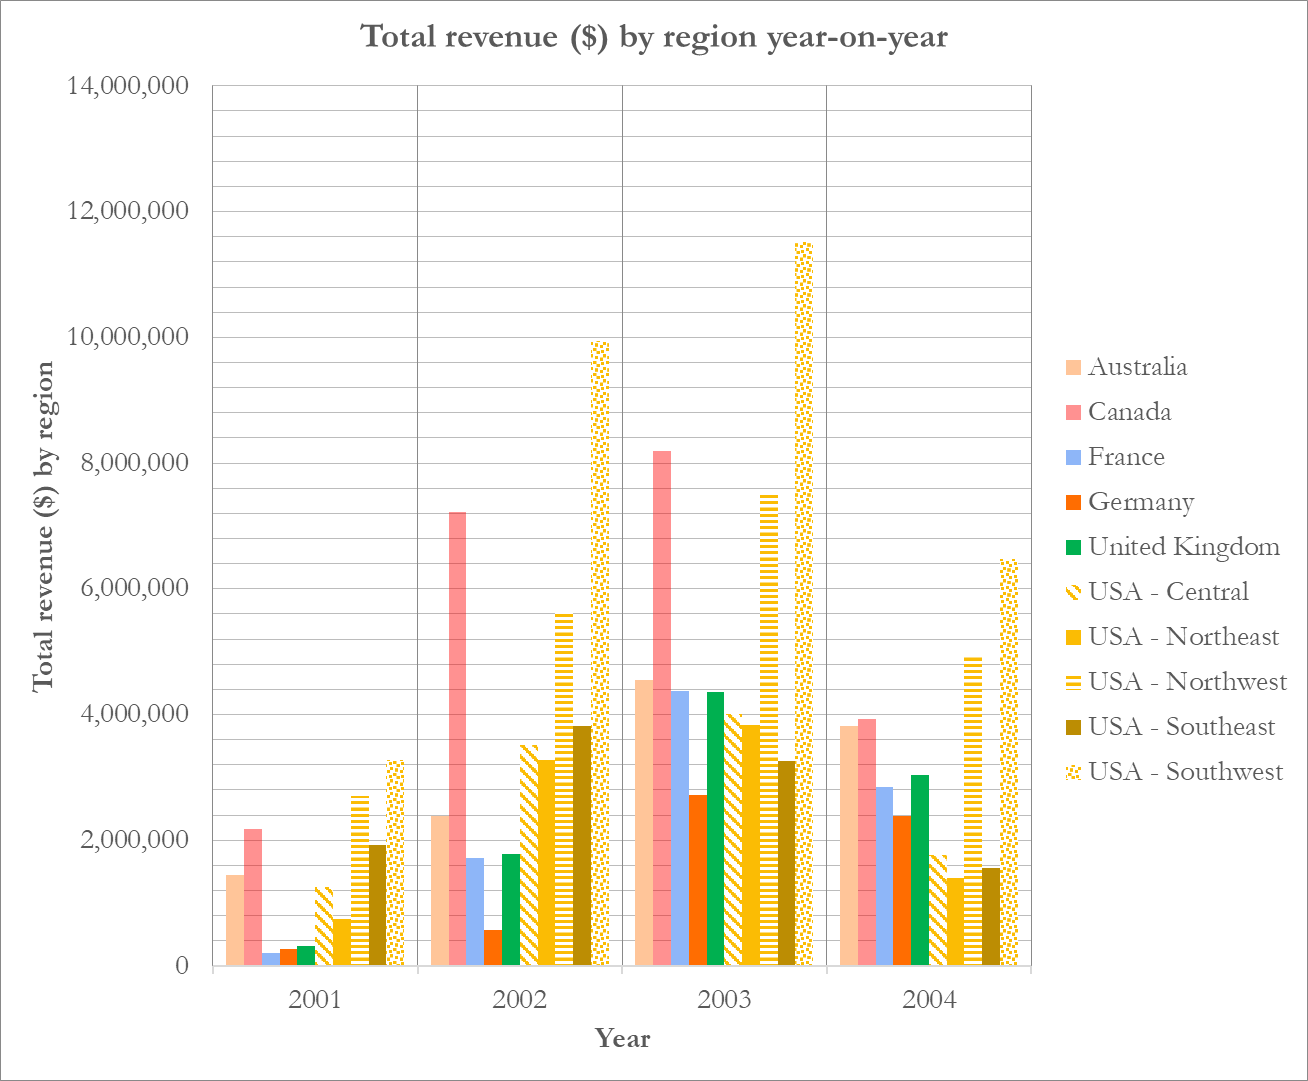 Total revenue ($) by region year-on-year
Total revenue ($) by region
14,000,000
12,000,000
10,000,000
8,000,000
6,000,000
4,000,000
2,000,000
0
2001 2002 2003 2004
Year
Australia
Canada
France
Germany
United Kingdom
USA - Central
USA - Northeast
USA - Northwest
USA - Southeast
USA - Southwest